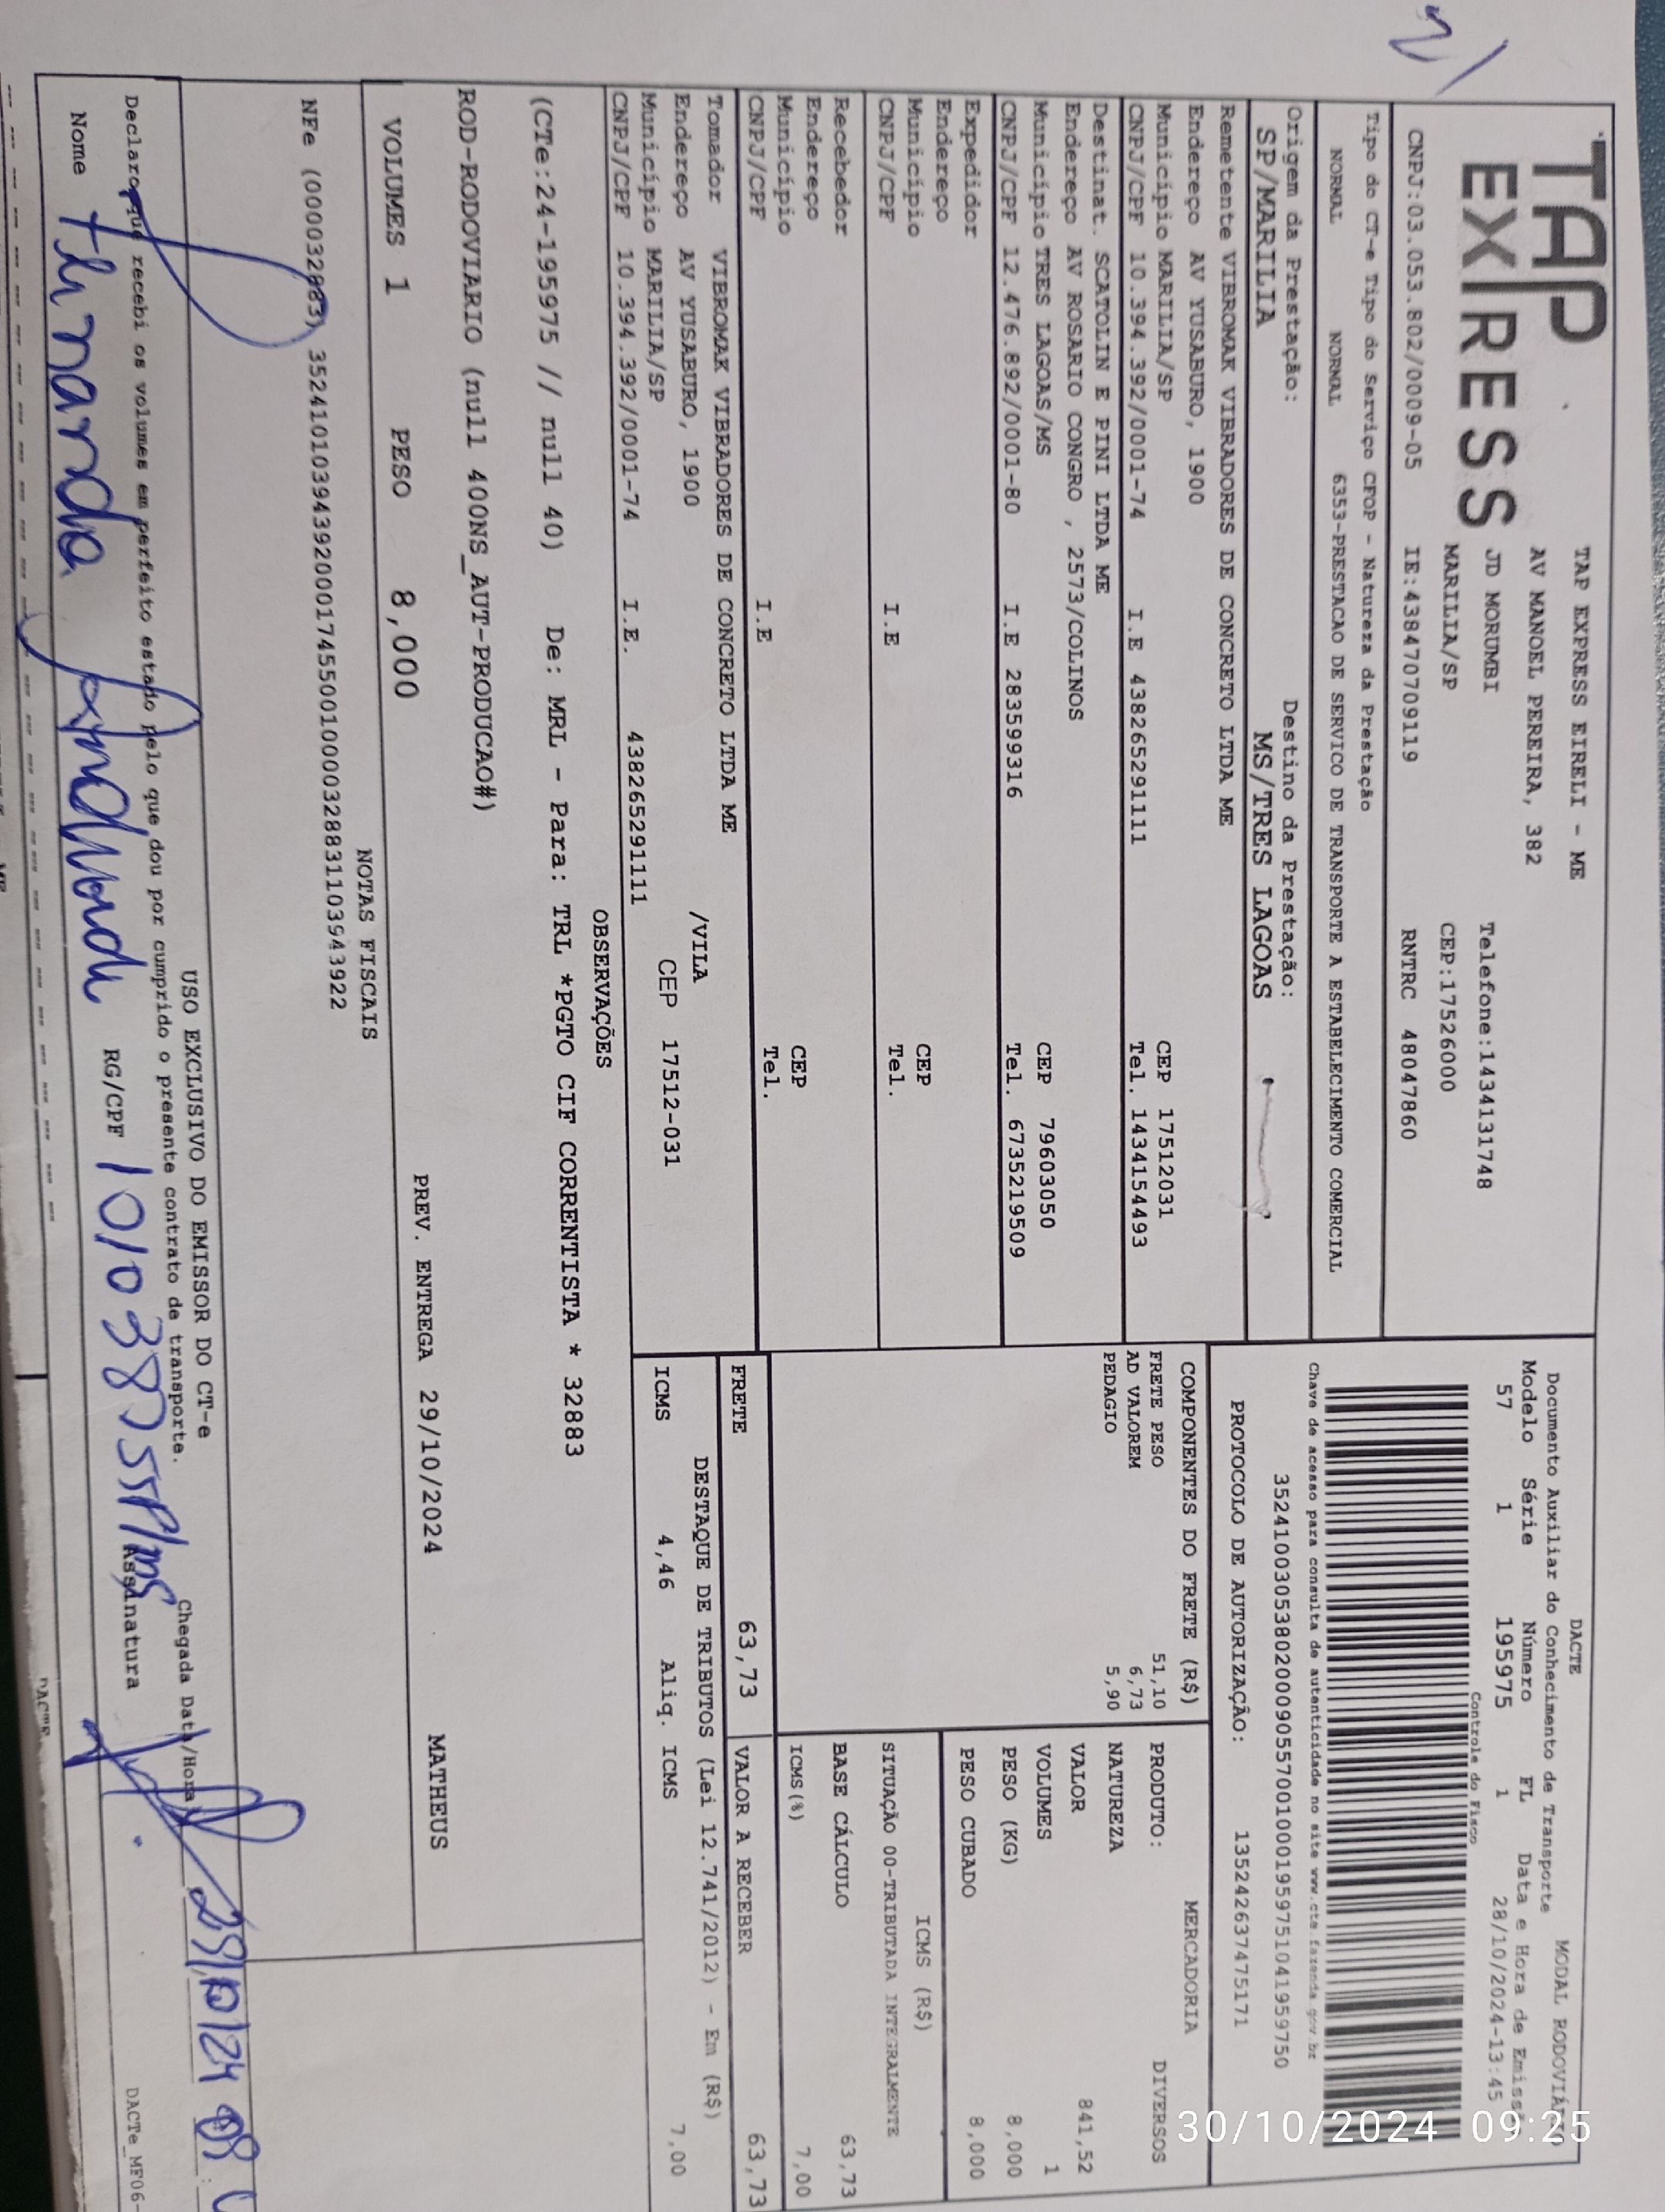 TAP
EXPRESS
TAP EXPRESS EIRELI - ME
AV MANOEL PEREIRA, 382
JD MORUMBI
MARILIA/SP
Telefone:1434131748
CEP:17526000
CNPJ:03.053.802/0009-05 IE:438470709119 RNTRC 48047860
DACTE
Documento Auxiliar do Conhecimento de Transporte
MODAL RODOVIÁRIO
Modelo Série Número FL Data e Hora de Emissão
57 1 195975 1 28/10/2024-13:45
Controle do Fisco
Chave de acesso para consulta de autenticidade no site www.cte.fazenda.gov.br
35241003053802000905570010001959751041959750
PROTOCOLO DE AUTORIZAÇÃO: 135242637475171
Tipo do CT-e Tipo do Serviço CFOP - Natureza da Prestação
NORMAL NORMAL 6353-PRESTACAO DE SERVICO DE TRANSPORTE A ESTABELECIMENTO COMERCIAL
Origem da Prestação: Destino da Prestação:
SP/MARILIA MS/TRES LAGOAS
Remetente VIBROMAK VIBRADORES DE CONCRETO LTDA ME
Endereço AV YUSABURO, 1900
Município MARILIA/SP CEP 17512031
CNPJ/CPF 10.394.392/0001-74 I.E 438265291111 Tel. 1434154493
Destinat. SCATOLIN E PINI LTDA ME
Endereço AV ROSARIO CONGRO , 2573/COLINOS
Município TRES LAGOAS/MS CEP 79603050
CNPJ/CPF 12.476.892/0001-80 I.E 283599316 Tel. 6735219509
Expedidor
Endereço
Município CEP
CNPJ/CPF I.E Tel.
Recebedor
Endereço
Município CEP
CNPJ/CPF I.E Tel.
Tomador VIBROMAK VIBRADORES DE CONCRETO LTDA ME
Endereço AV YUSABURO, 1900 /VILA
Município MARILIA/SP CEP 17512-031
CNPJ/CPF 10.394.392/0001-74 I.E. 438265291111
COMPONENTES DO FRETE (R$)
FRETE PESO 51,10
AD VALOREM 6,73
PEDAGIO 5,90
MERCADORIA
PRODUTO: DIVERSOS
NATUREZA
VALOR 841,52
VOLUMES 1
PESO (KG) 8,000
PESO CUBADO 8,000
ICMS (R$)
SITUAÇÃO 00-TRIBUTADA INTEGRALMENTE
BASE CÁLCULO 63,73
ICMS(%) 7,00
FRETE 63,73 VALOR A RECEBER 63,73
DESTAQUE DE TRIBUTOS (Lei 12.741/2012) - Em (R$)
ICMS 4,46 Aliq. ICMS 7,00
OBSERVAÇÕES
(CTe:24-195975 // null 40) De: MRL - Para: TRL *PGTO CIF CORRENTISTA * 32883
ROD-RODOVIARIO (null 400NS_AUT-PRODUCAO#)
VOLUMES 1 PESO 8,000 PREV. ENTREGA 29/10/2024 MATHEUS
NOTAS FISCAIS
NFe (000032883) 35241010394392000174550010000328831103943922
USO EXCLUSIVO DO EMISSOR DO CT-e
Declaro que recebi os volumes em perfeito estado pelo que dou por cumprido o presente contrato de transporte.
Chegada Data/Hora
Nome RG/CPF Assinatura
DACTe_MF06-
DACTE
30/10/2024 09:25